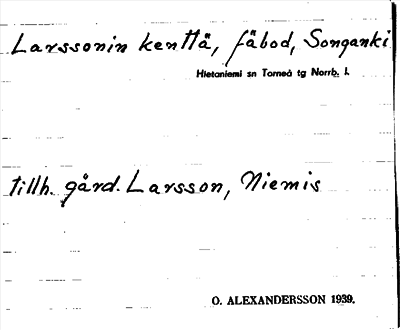 Larssonin kenttä, fäbod, Songanki
Hietaniemi sn Torneå tg Norrb. l.
tillh. gård. Larsson, Niemis
O. ALEXANDERSSON 1939.